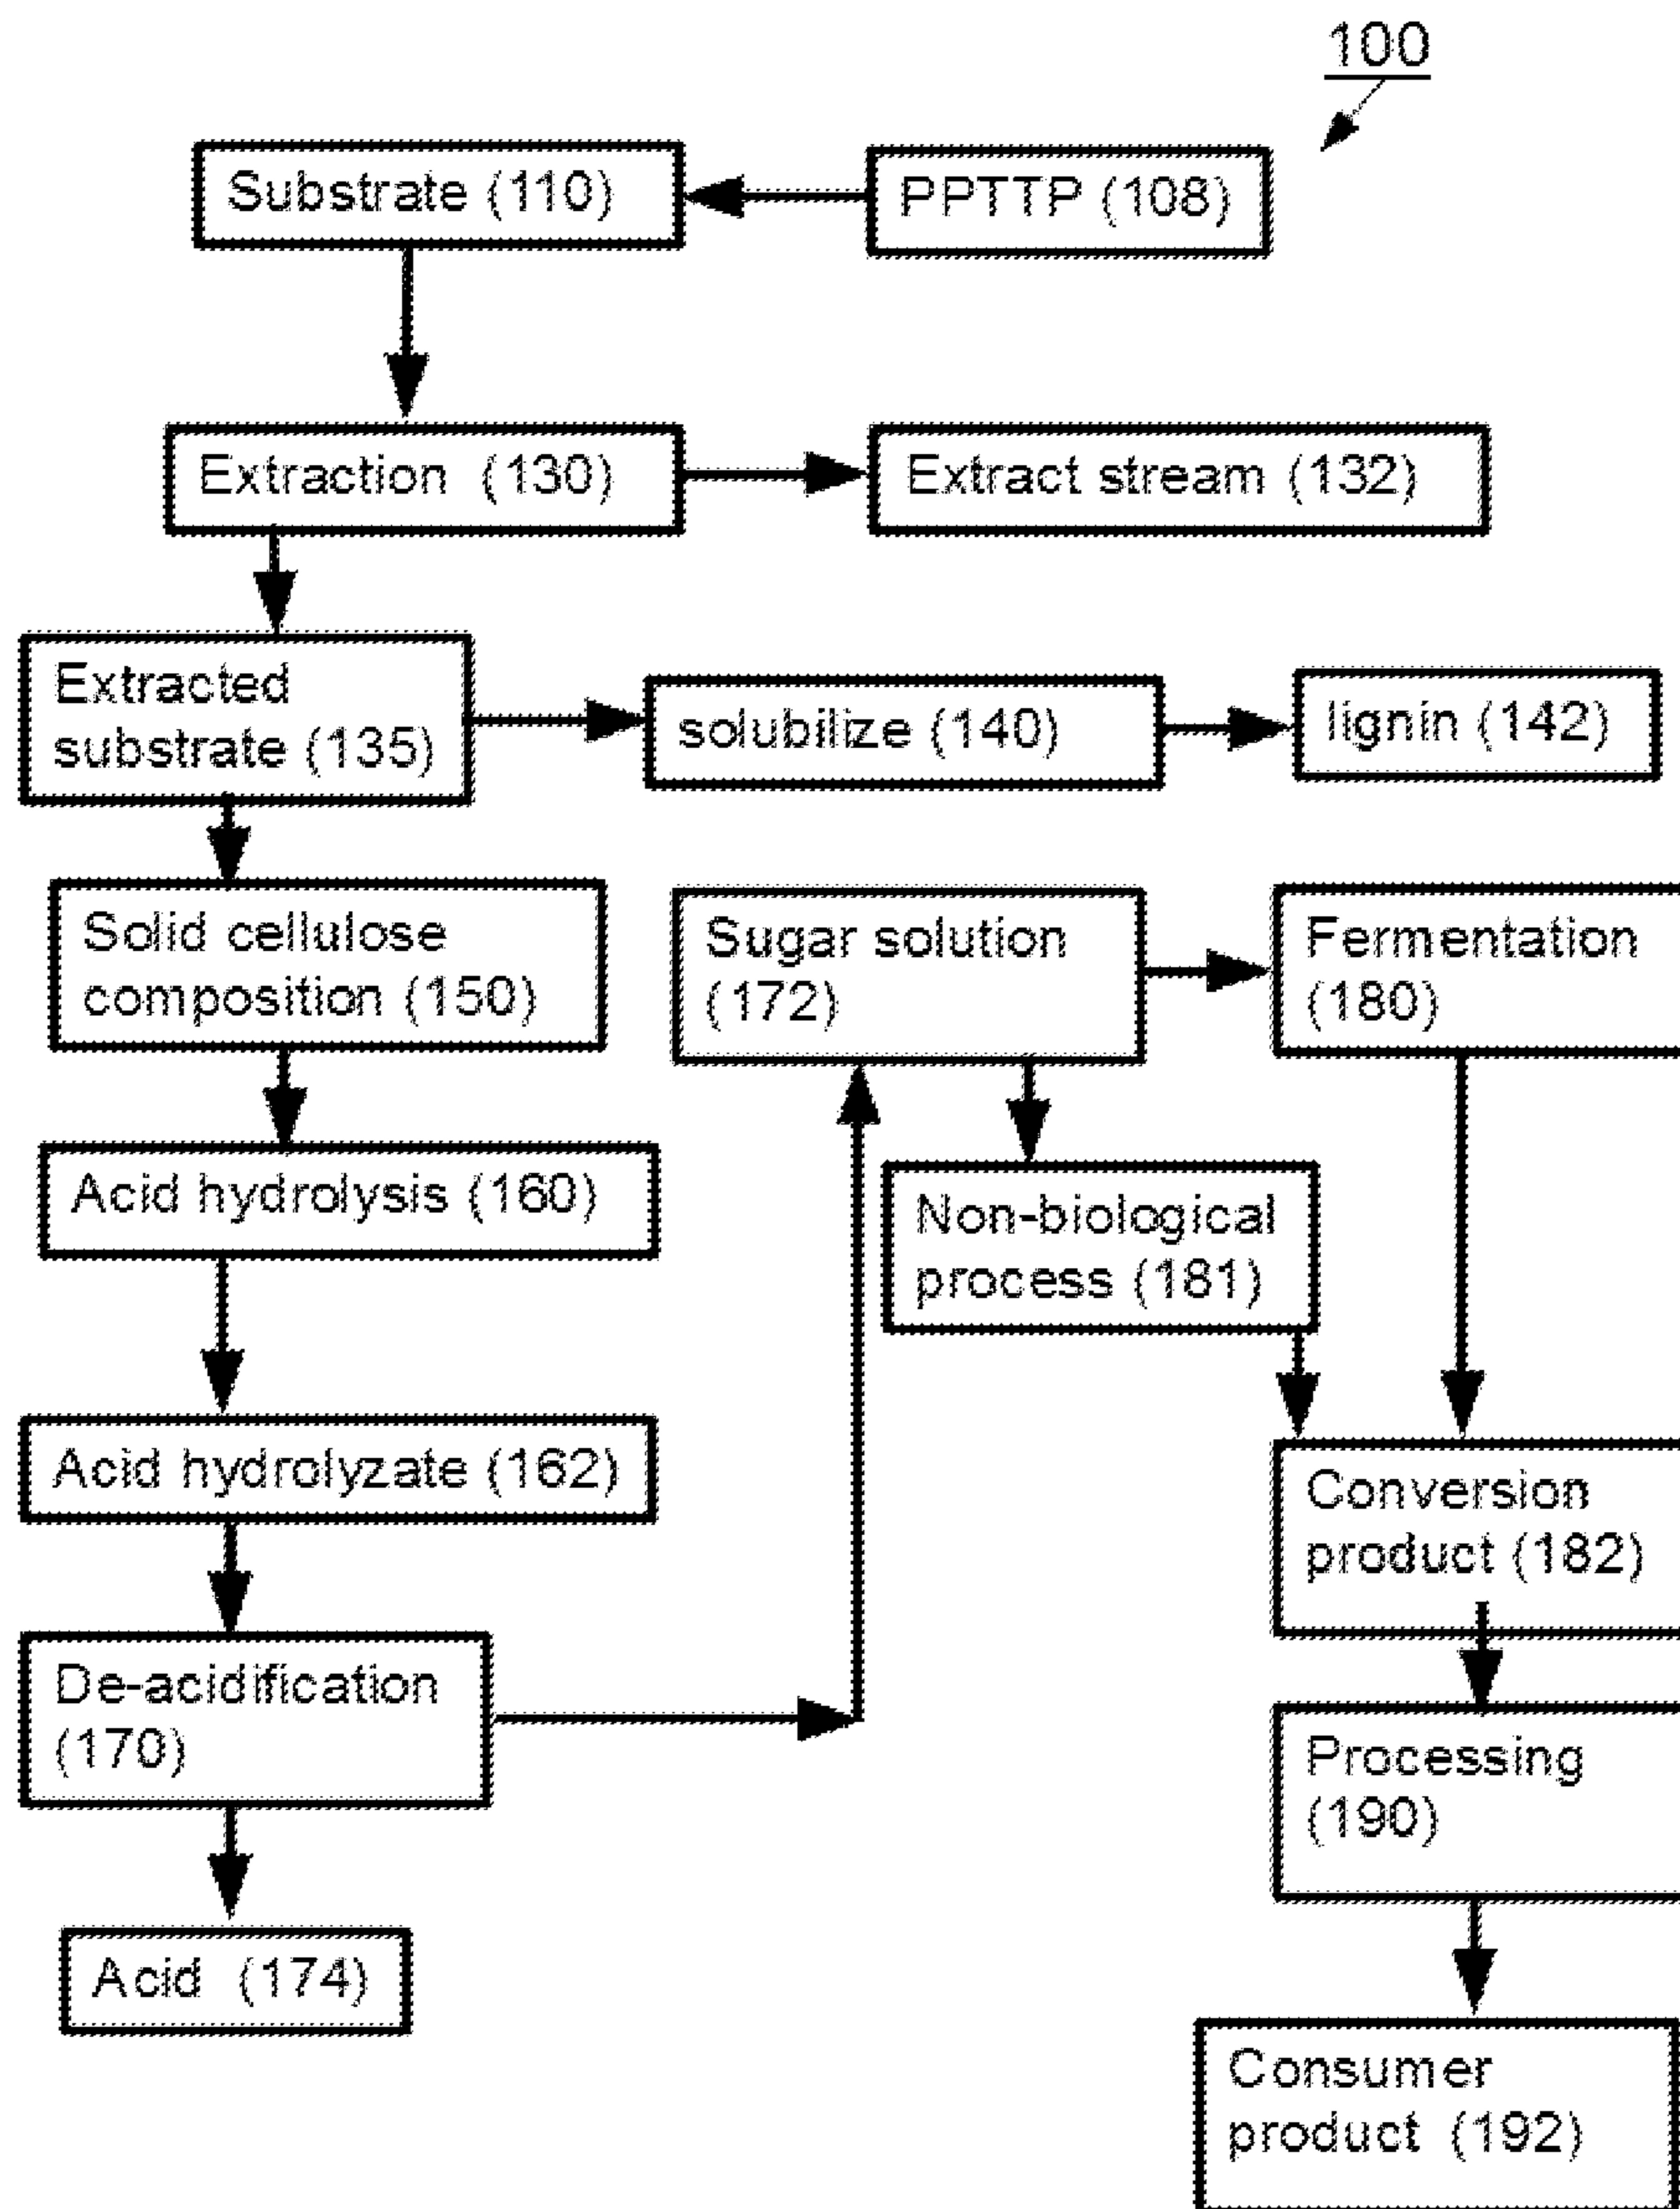 100
Substrate (110)
PPTTP (108)
Extraction (130)
Extract stream (132)
Extracted
substrate (135)
solubilize (140)
lignin (142)
Solid cellulose
composition (150)
Sugar solution
(172)
Fermentation
(180)
Acid hydrolysis (160)
Non-biological
process (181)
Acid hydrolyzate (162)
Conversion
product (182)
De-acidification
(170)
Processing
(190)
Acid (174)
Consumer
product (192)